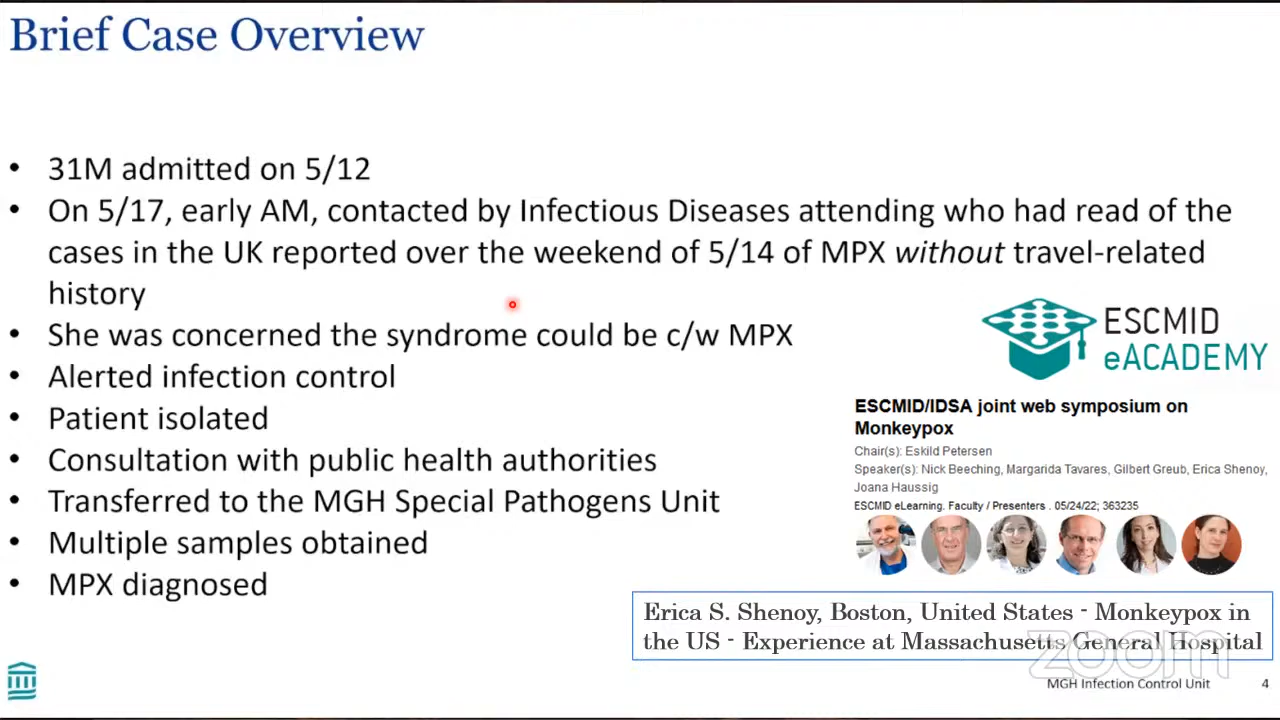 Brief Case Overview
• 31M admitted on 5/12
• On 5/17, early AM, contacted by Infectious Diseases attending who had read of the
cases in the UK reported over the weekend of 5/14 of MPX without travel-related
history
• She was concerned the syndrome could be c/w MPX
• Alerted infection control
• Patient isolated
• Consultation with public health authorities
• Transferred to the MGH Special Pathogens Unit
• Multiple samples obtained
• MPX diagnosed
ESCMID
eACADEMY
ESCMID/IDSA joint web symposium on
Monkeypox
Chair(s): Eskild Petersen
Speaker(s): Nick Beeching, Margarida Tavares, Gilbert Greub, Erica Shenoy,
Joana Haussig
ESCMID eLearning. Faculty / Presenters . 05/24/22; 363235
Erica S. Shenoy, Boston, United States - Monkeypox in
the US - Experience at Massachusetts General Hospital
zoom
MGH Infection Control Unit
4